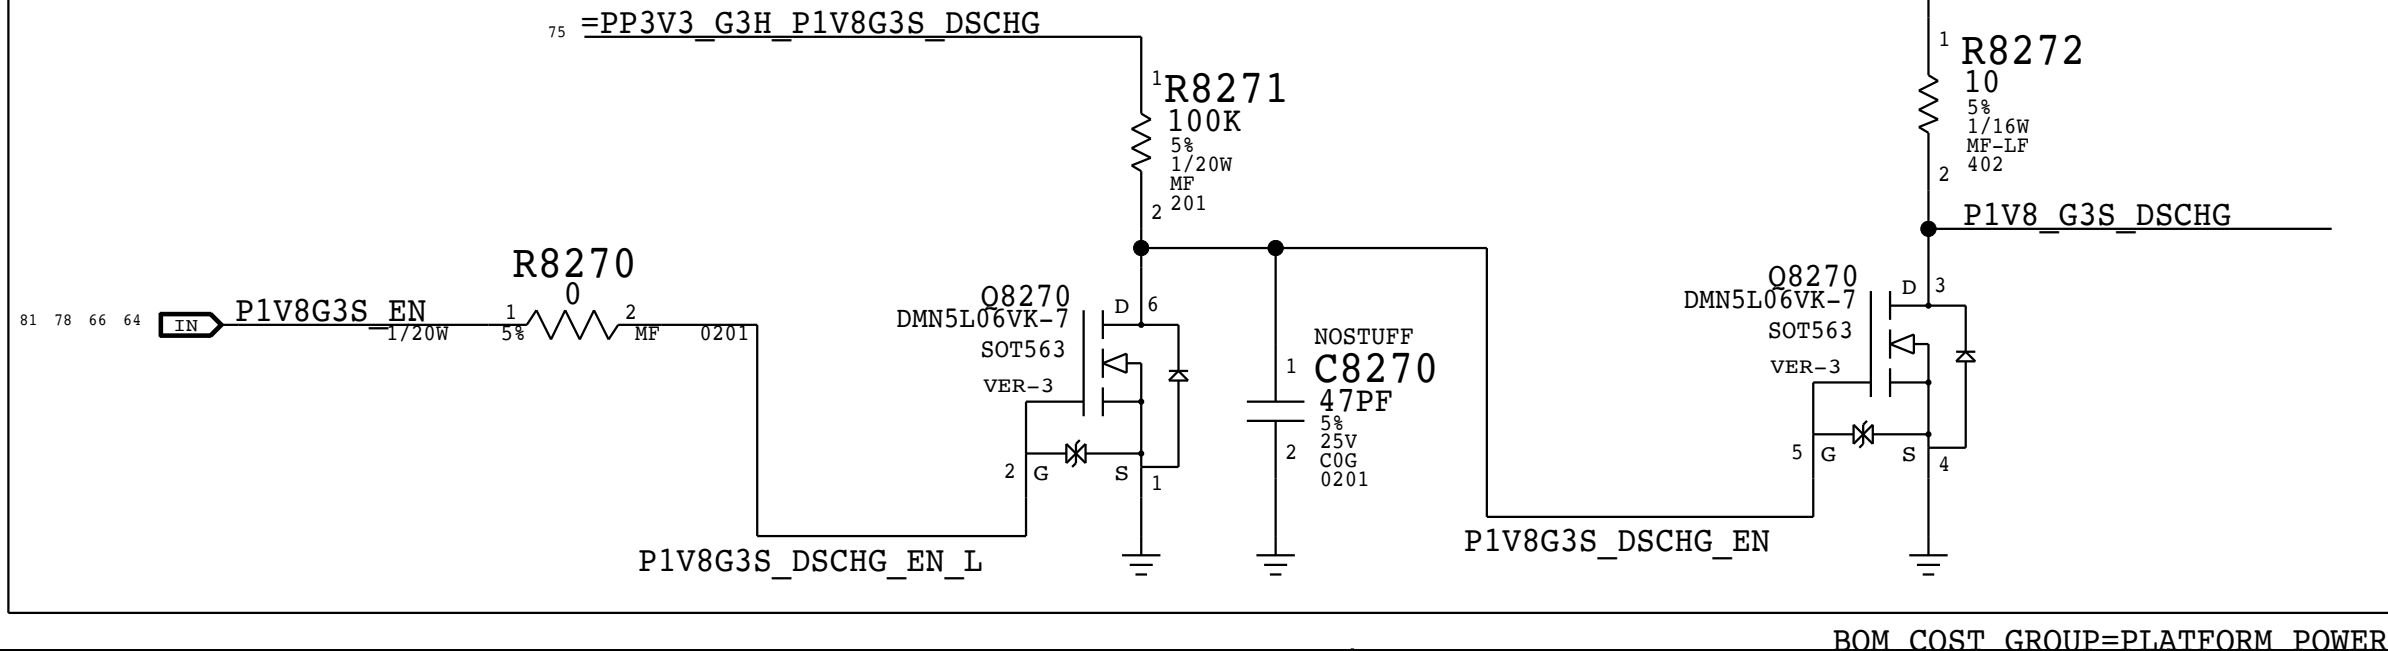 75 =PP3V3_G3H_P1V8G3S_DSCHG
1
R8271
100K
5%
1/20W
MF
201
2
1
R8272
10
5%
1/16W
MF-LF
402
2
P1V8_G3S_DSCHG
R8270
0
81 78 66 64 IN P1V8G3S_EN 1 2
1/20W 5% MF 0201
Q8270
DMN5L06VK-7
SOT563
VER-3
D 6
2 G S 1
NOSTUFF
1
C8270
47PF
5%
25V
C0G
0201
2
Q8270
DMN5L06VK-7
SOT563
VER-3
D 3
5 G S 4
P1V8G3S_DSCHG_EN_L
P1V8G3S_DSCHG_EN
BOM_COST_GROUP=PLATFORM POWER